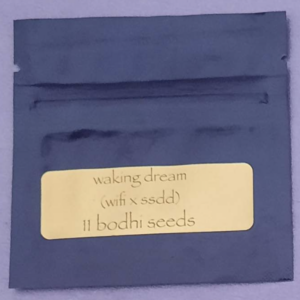 waking dream
(wifi x ssdd)
11 bodhi seeds